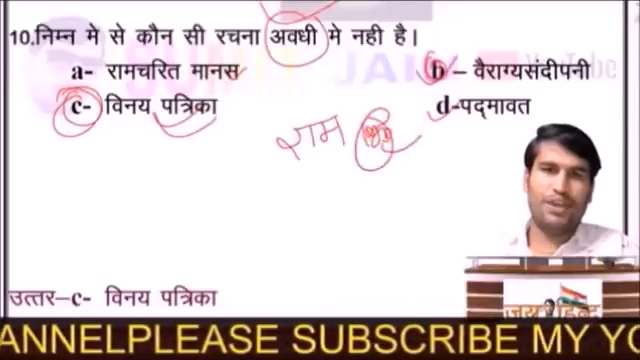 10.निम्न मे से कौन सी रचना अवधी मे नही है।
a- रामचरित मानस b – वैराग्यसंदीपनी
c- विनय पत्रिका d-पद्मावत
राम
उत्तर–c- विनय पत्रिका
जय हिन्द
ANNELPLEASE SUBSCRIBE MY YO